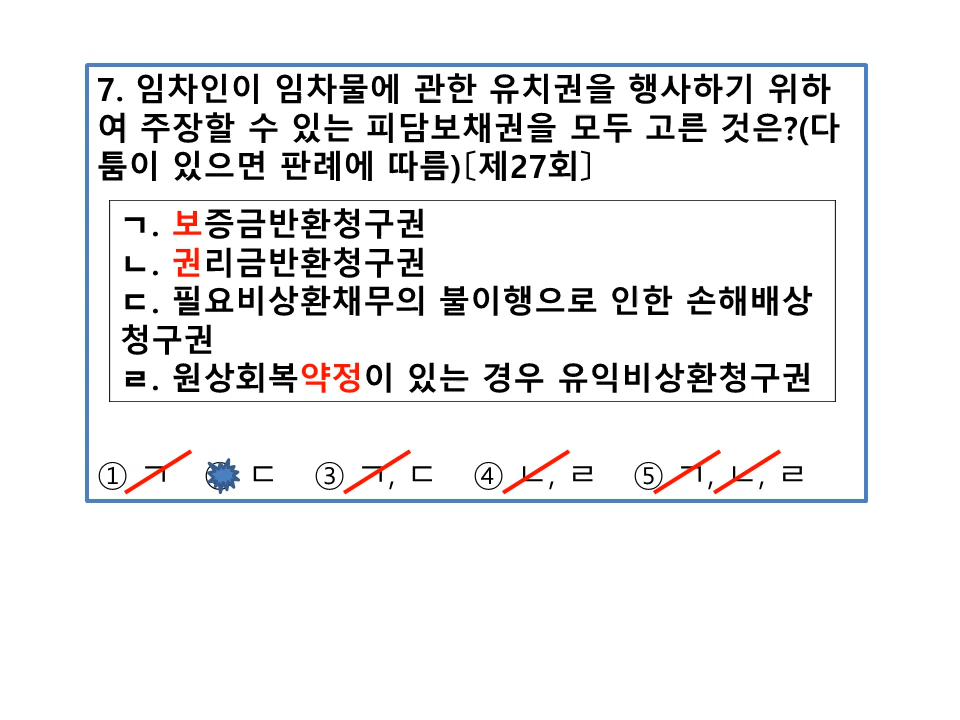 7. 임차인이 임차물에 관한 유치권을 행사하기 위하
여 주장할 수 있는 피담보채권을 모두 고른 것은?(다
툼이 있으면 판례에 따름)〔제27회〕
ㄱ. 보증금반환청구권
ㄴ. 권리금반환청구권
ㄷ. 필요비상환채무의 불이행으로 인한 손해배상
청구권
ㄹ. 원상회복약정이 있는 경우 유익비상환청구권
① ㄱ ② ㄷ ③ ㄱ, ㄷ ④ ㄴ, ㄹ ⑤ ㄱ, ㄴ, ㄹ